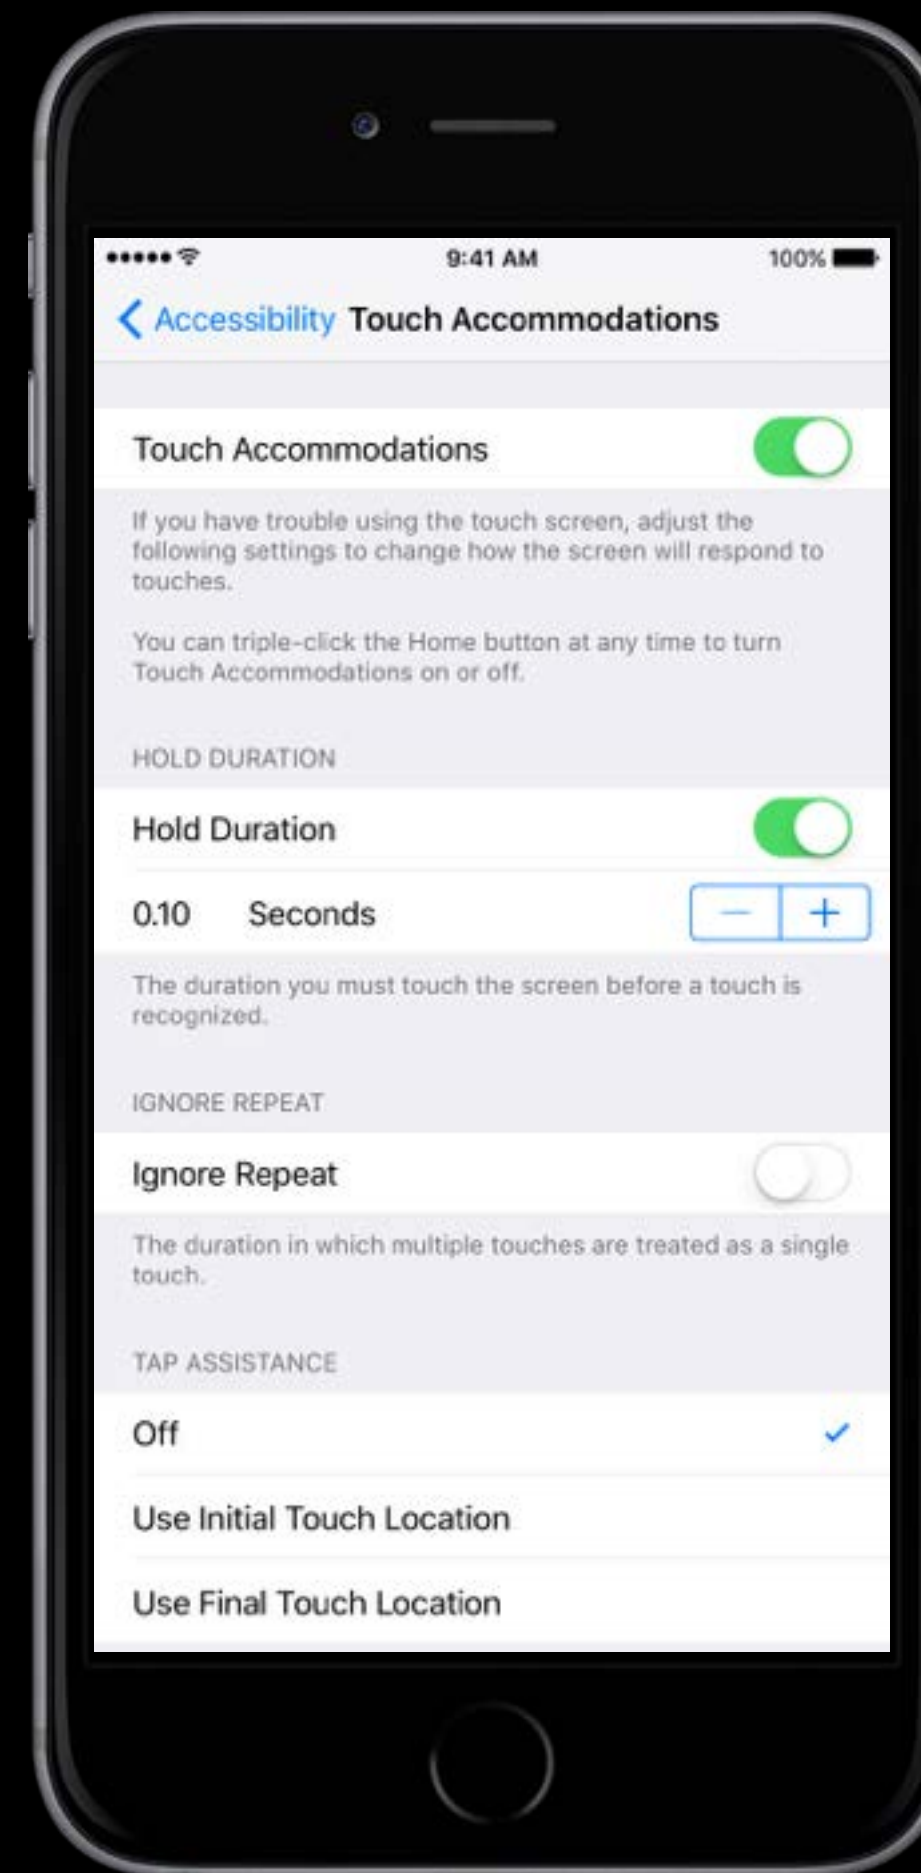 9:41 AM 100%
Accessibility Touch Accommodations
Touch Accommodations
If you have trouble using the touch screen, adjust the
following settings to change how the screen will respond to
touches.
You can triple-click the Home button at any time to turn
Touch Accommodations on or off.
HOLD DURATION
Hold Duration
0.10 Seconds
The duration you must touch the screen before a touch is
recognized.
IGNORE REPEAT
Ignore Repeat
The duration in which multiple touches are treated as a single
touch.
TAP ASSISTANCE
Off
Use Initial Touch Location
Use Final Touch Location